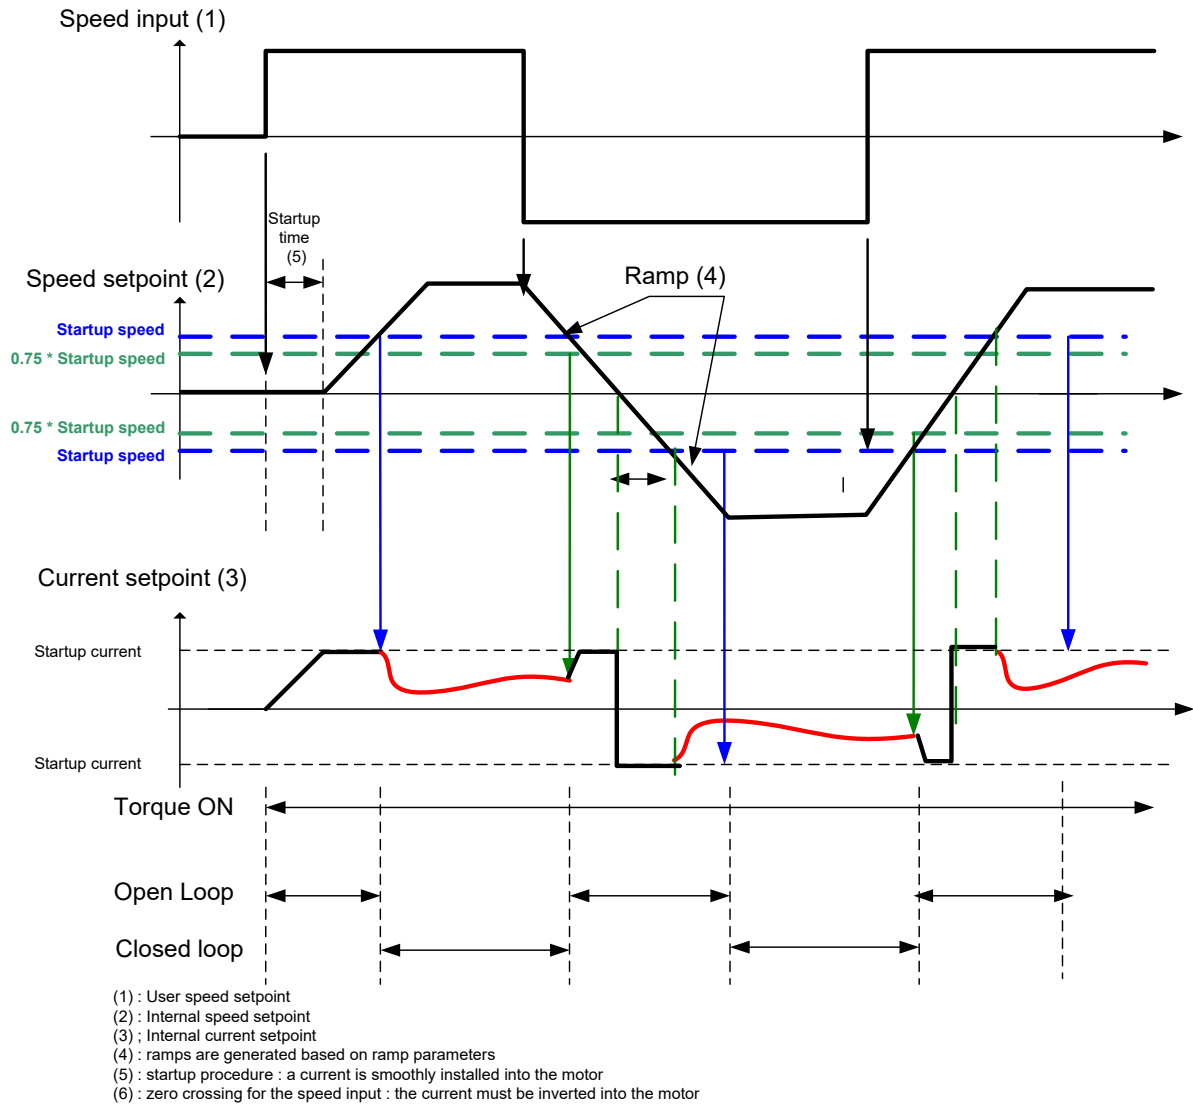 Speed input (1)
Startup
time
(5)
Speed setpoint (2)
Ramp (4)
Startup speed
0.75 * Startup speed
0.75 * Startup speed
Startup speed
Current setpoint (3)
Startup current
Startup current
Torque ON
Open Loop
Closed loop
(1) : User speed setpoint
(2) : Internal speed setpoint
(3) ; Internal current setpoint
(4) : ramps are generated based on ramp parameters
(5) : startup procedure : a current is smoothly installed into the motor
(6) : zero crossing for the speed input : the current must be inverted into the motor